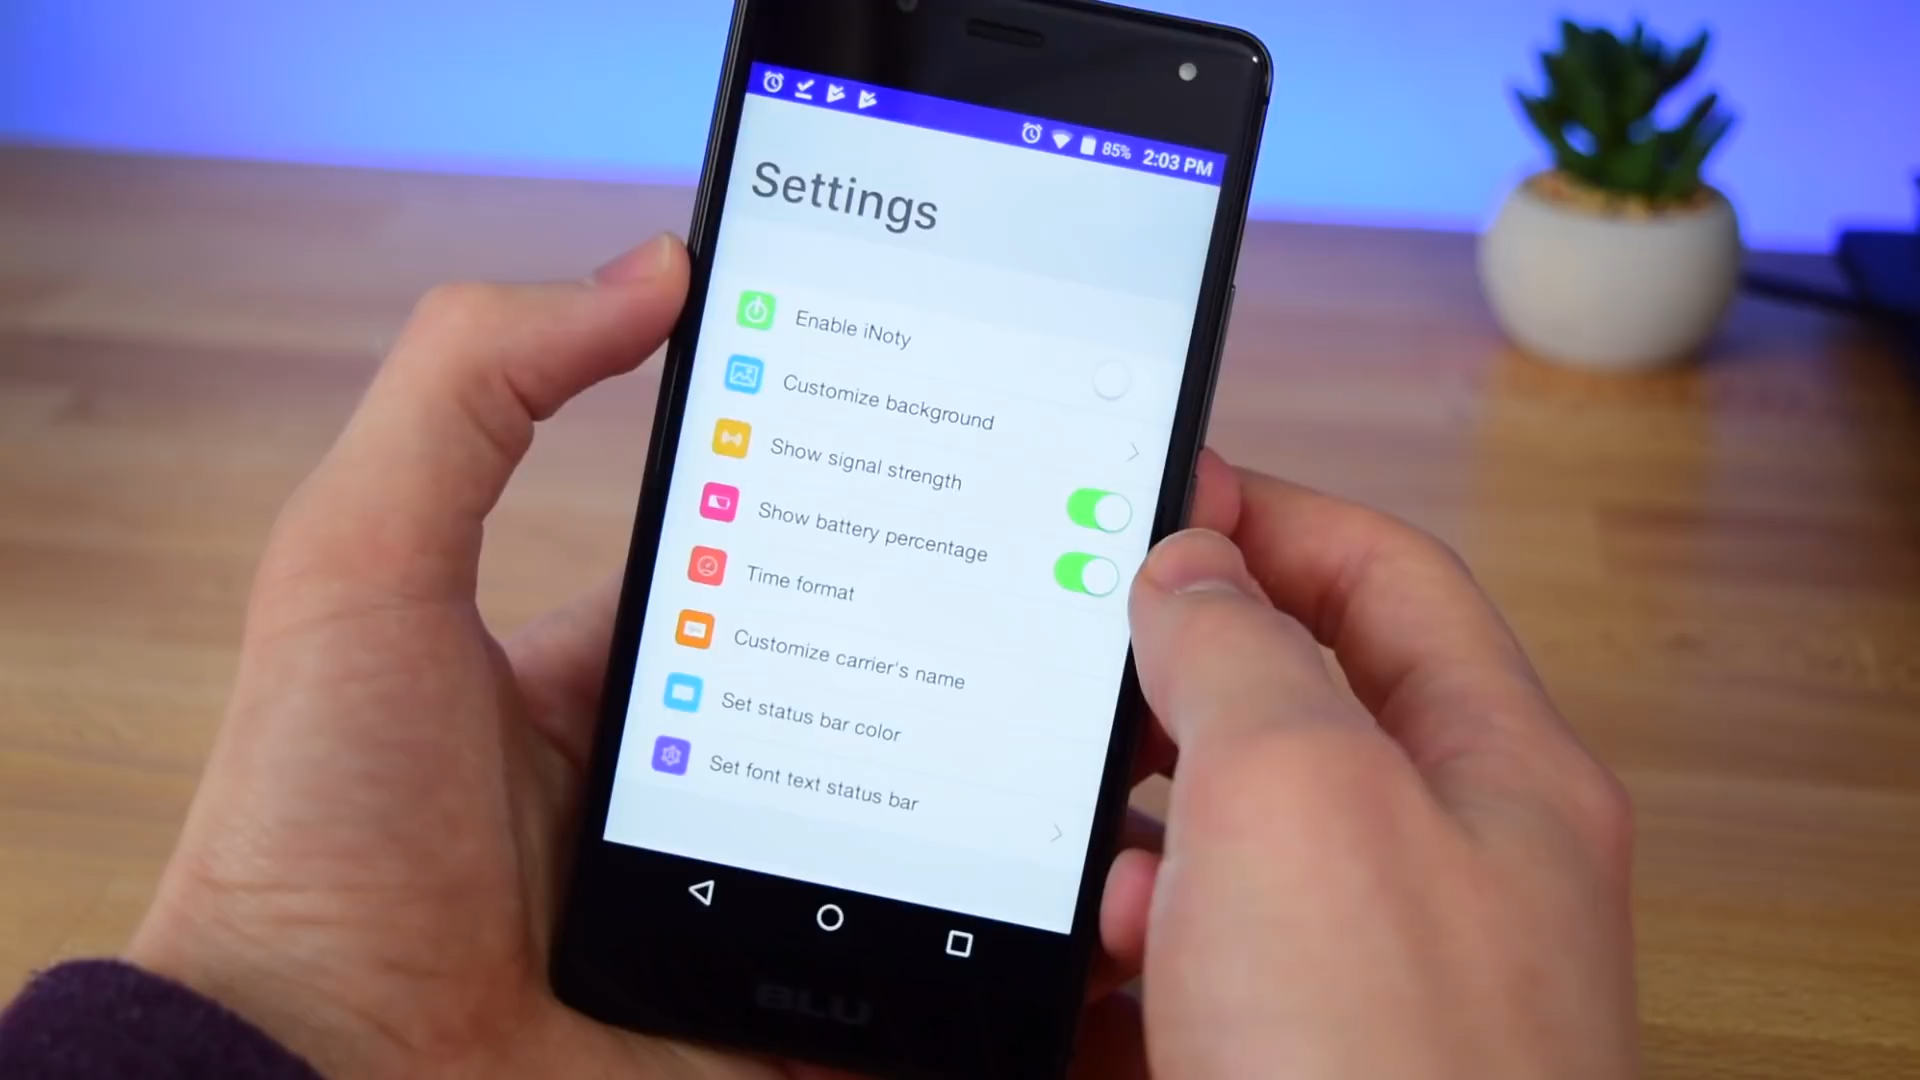 85% 2:03 PM
Settings
Enable iNoty
Customize background
Show signal strength
Show battery percentage
Time format
Customize carrier's name
Set status bar color
Set font text status bar
BLU